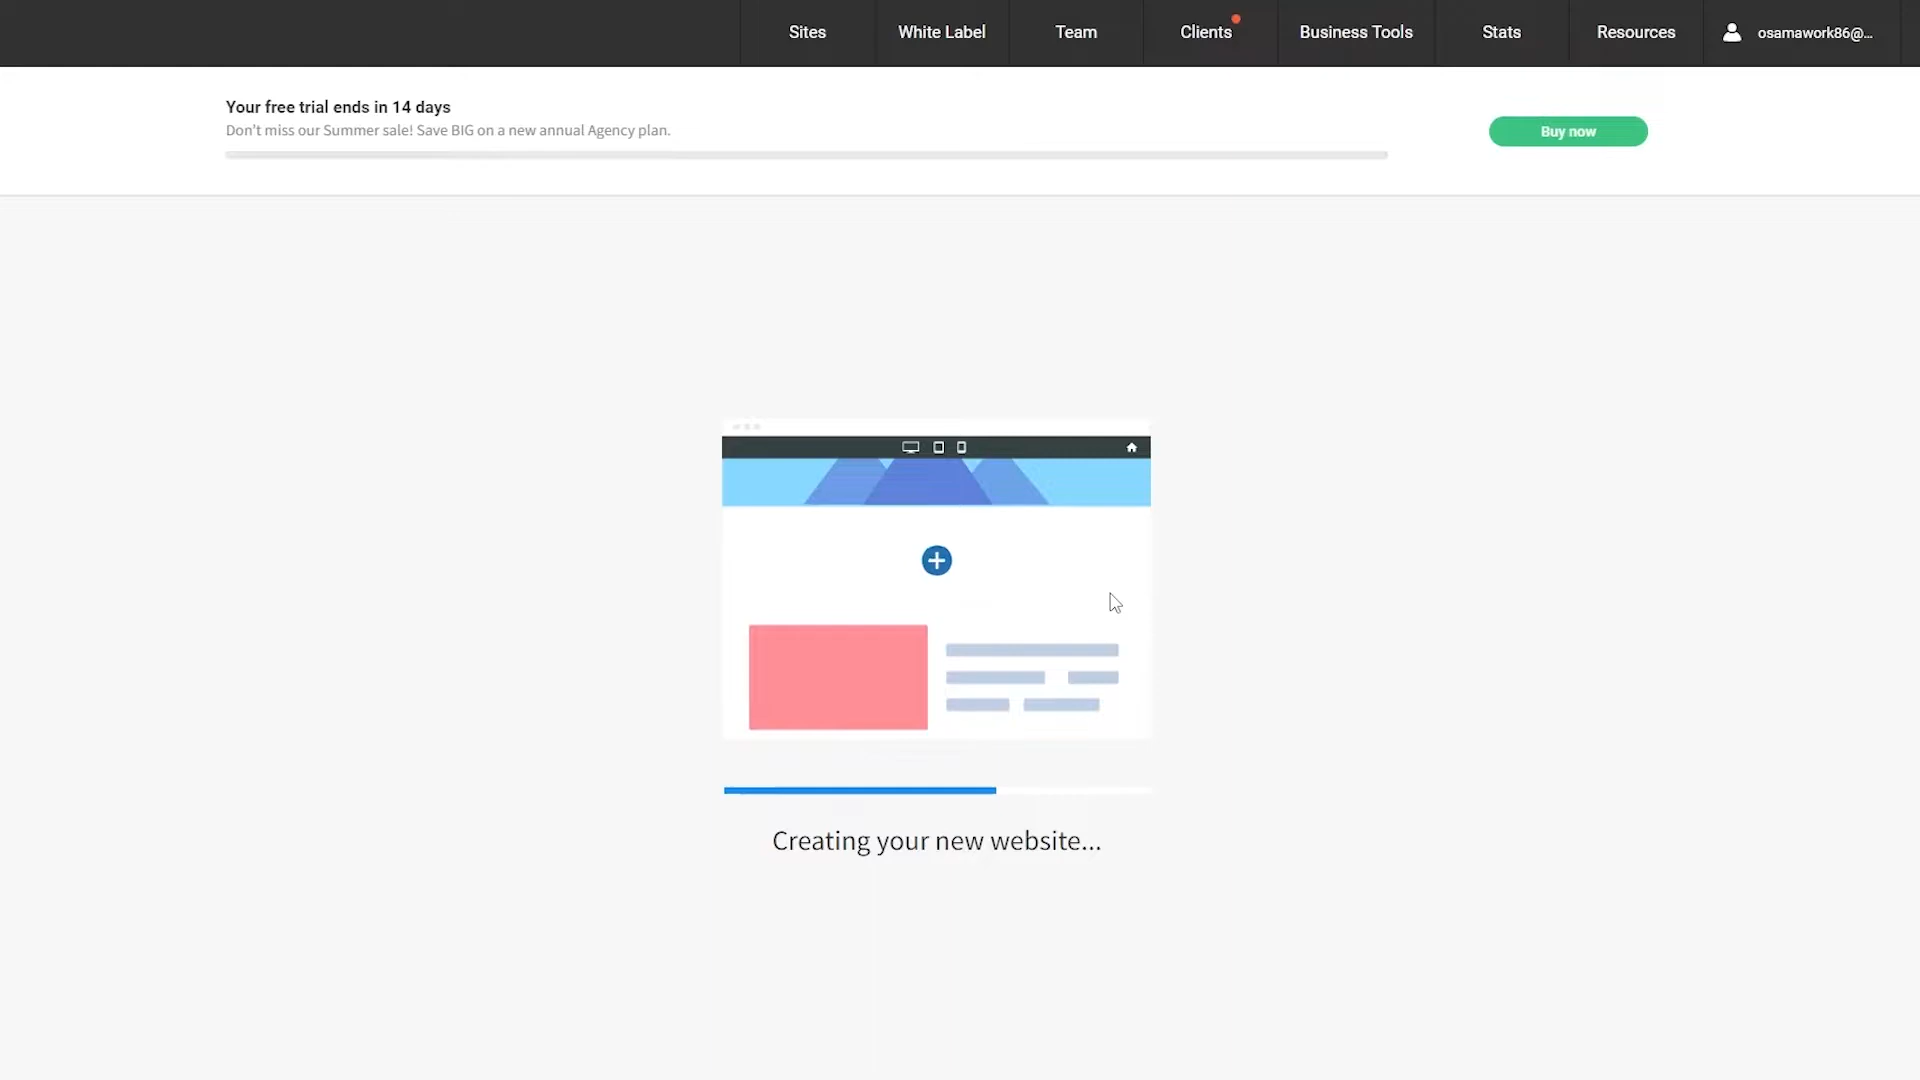 Sites
White Label
Team
Clients
Business Tools
Stats
Resources
osamawork86@...
Your free trial ends in 14 days
Don't miss our Summer sale! Save BIG on a new annual Agency plan.
Buy now
Creating your new website...